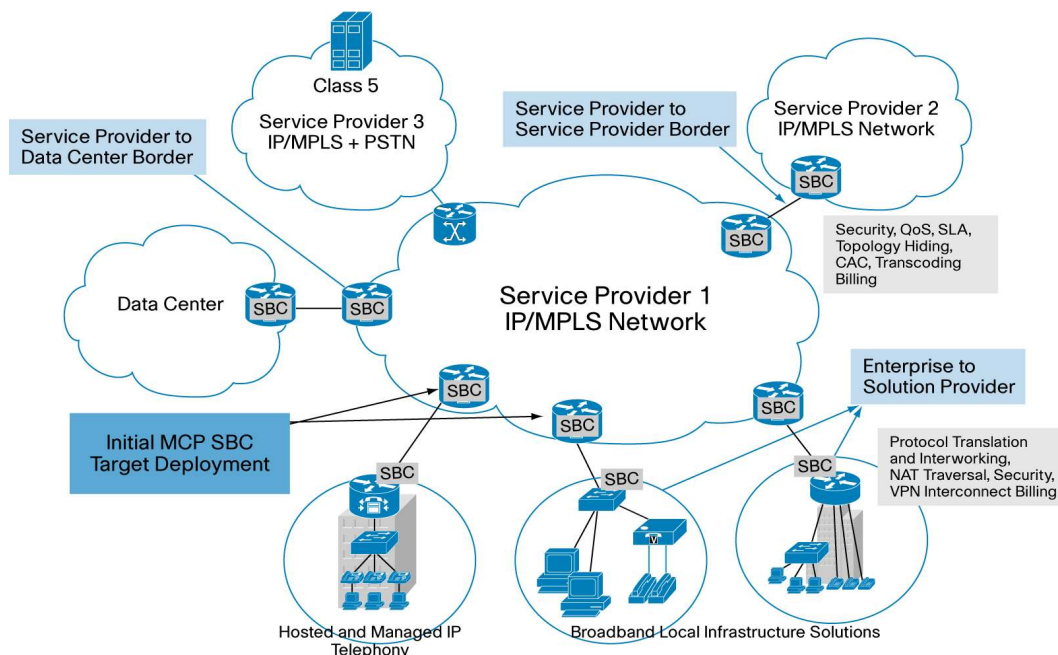 Class 5
Service Provider 3
IP/MPLS + PSTN
Service Provider to
Data Center Border
Service Provider to
Service Provider Border
Service Provider 2
IP/MPLS Network
SBC
SBC
Security, QoS, SLA,
Topology Hiding,
CAC, Transcoding
Billing
Data Center
SBC
SBC
Service Provider 1
IP/MPLS Network
SBC
SBC
SBC
Enterprise to
Solution Provider
Initial MCP SBC
Target Deployment
SBC
SBC
SBC
Protocol Translation
and Interworking,
NAT Traversal, Security,
VPN Interconnect Billing
V
Hosted and Managed IP
Telephony
Broadband Local Infrastructure Solutions